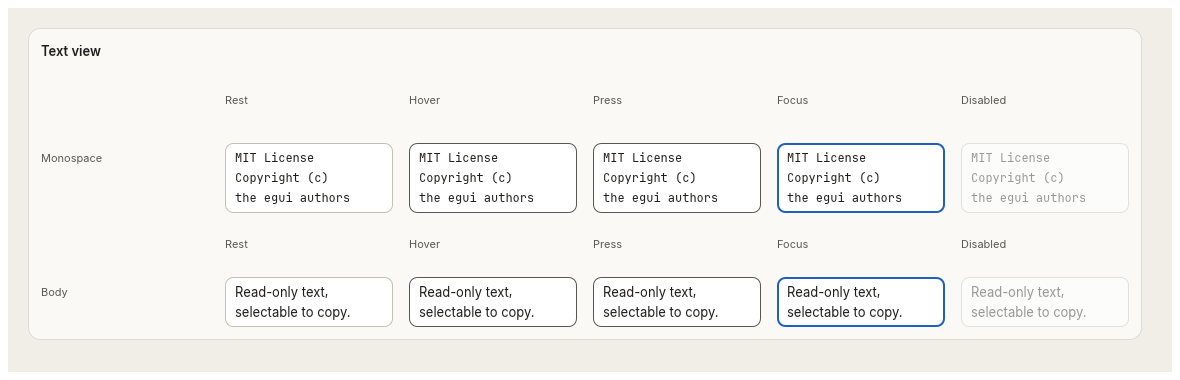 Text view
Rest Hover Press Focus Disabled
Monospace
MIT License MIT License MIT License MIT License MIT License
Copyright (c) Copyright (c) Copyright (c) Copyright (c) Copyright (c)
the egui authors the egui authors the egui authors the egui authors the egui authors
Rest Hover Press Focus Disabled
Body
Read-only text, Read-only text, Read-only text, Read-only text, Read-only text,
selectable to copy. selectable to copy. selectable to copy. selectable to copy. selectable to copy.